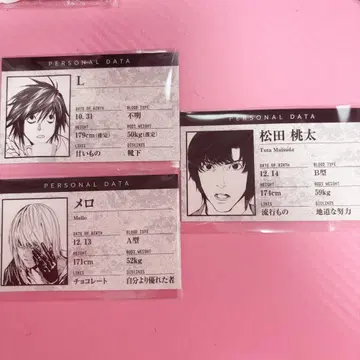 PERSONAL DATA
L
DATE OF BIRTH
BLOOD TYPE
10. 31
不明
HEIGHT
BODY WEIGHT
179cm(推定)
50kg(推定)
LIKES
DISLIKES
甘いもの
靴下
PERSONAL DATA
メロ
Mello
DATE OF BIRTH
BLOOD TYPE
12. 13
A型
HEIGHT
BODY WEIGHT
171cm
52kg
LIKES
DISLIKES
チョコレート
自分より優れた者
PERSONAL DATA
松田 桃太
Touta Matsuda
DATE OF BIRTH
BLOOD TYPE
12. 14
B型
HEIGHT
BODY WEIGHT
174cm
59kg
LIKES
DISLIKES
流行もの
地道な努力